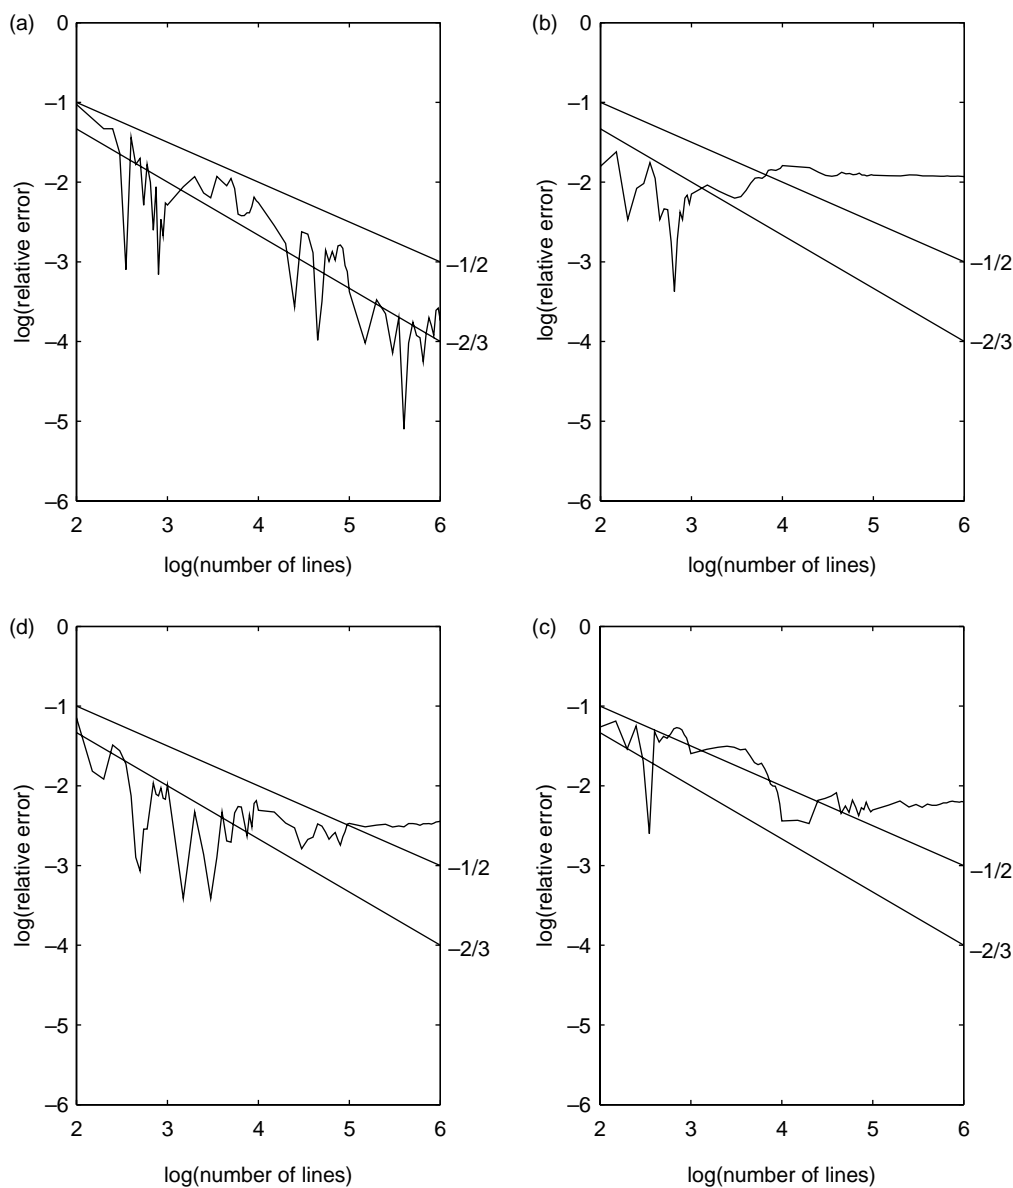 (a)
0
–1
–2
–3
–4
–5
–6
2 3 4 5 6
log(relative error)
log(number of lines)
–1/2
–2/3
(b)
0
–1
–2
–3
–4
–5
–6
2 3 4 5 6
log(relative error)
log(number of lines)
–1/2
–2/3
(d)
0
–1
–2
–3
–4
–5
–6
2 3 4 5 6
log(relative error)
log(number of lines)
–1/2
–2/3
(c)
0
–1
–2
–3
–4
–5
–6
2 3 4 5 6
log(relative error)
log(number of lines)
–1/2
–2/3